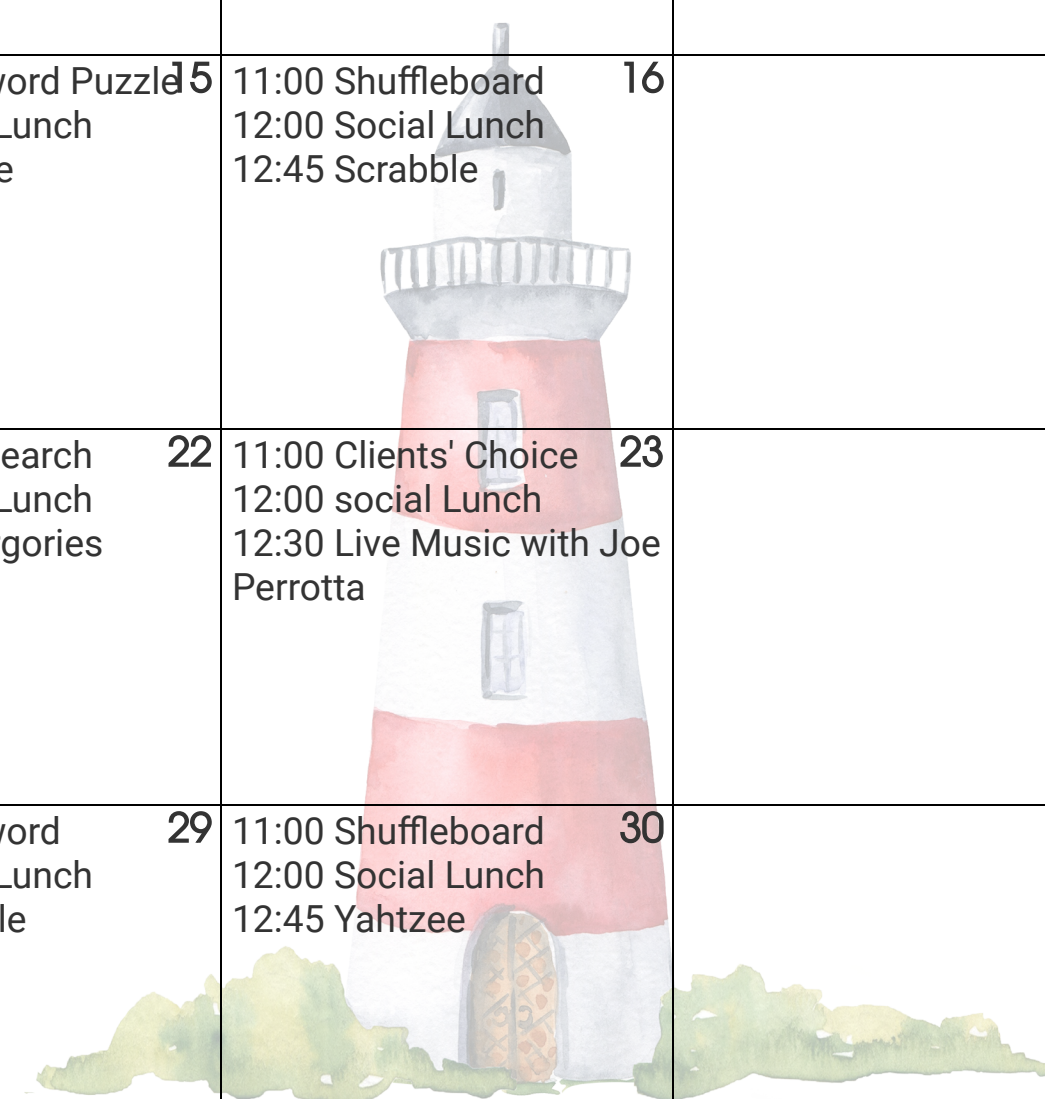 word Puzzle 15
Lunch
e
11:00 Shuffleboard 16
12:00 Social Lunch
12:45 Scrabble
earch 22
Lunch
gories
11:00 Clients' Choice 23
12:00 social Lunch
12:30 Live Music with Joe
Perrotta
word 29
Lunch
le
11:00 Shuffleboard 30
12:00 Social Lunch
12:45 Yahtzee